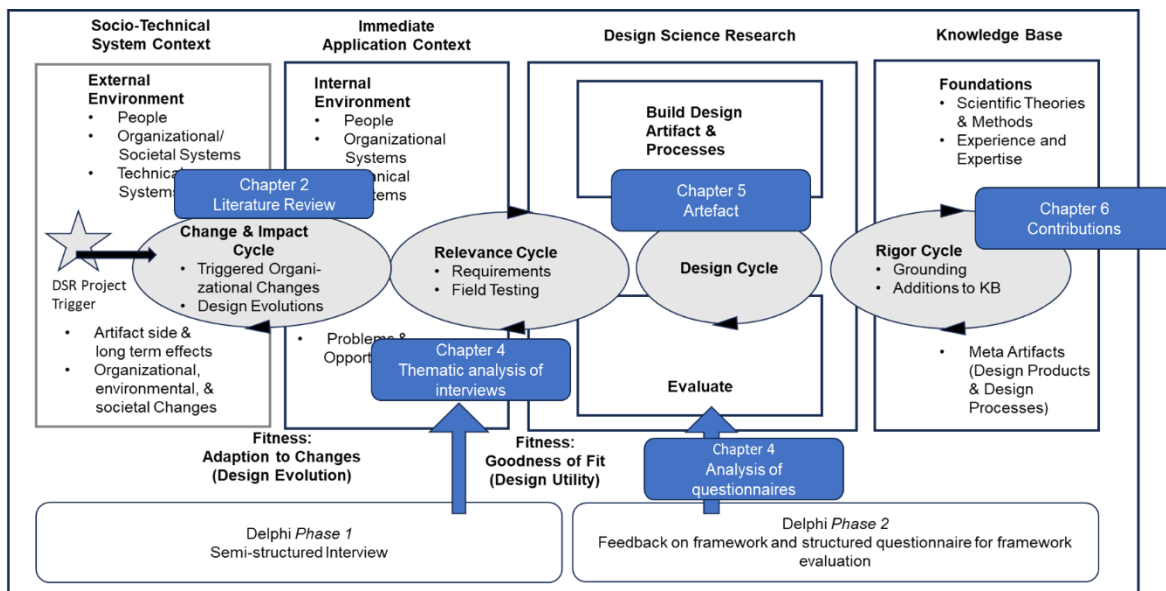 Socio-Technical
System Context
Immediate
Application Context
Design Science Research
Knowledge Base
External
Environment
• People
• Organizational/
Societal Systems
• Technical
Systems
Internal
Environment
• People
• Organizational
Systems
Build Design
Artifact &
Processes
Foundations
• Scientific Theories
& Methods
• Experience and
Expertise
Chapter 2
Literature Review
Chapter 5
Artefact
Chapter 6
Contributions
DSR Project
Trigger
Change & Impact
Cycle
• Triggered Organi-
zational Changes
• Design Evolutions
Relevance Cycle
• Requirements
• Field Testing
Design Cycle
Rigor Cycle
• Grounding
• Additions to KB
• Artifact side &
long term effects
• Organizational,
environmental, &
societal Changes
• Problems &
Chapter 4
Thematic analysis of
interviews
Evaluate
• Meta Artifacts
(Design Products
& Design
Processes)
Fitness:
Adaption to Changes
(Design Evolution)
Fitness:
Goodness of Fit
(Design Utility)
Chapter 4
Analysis of
questionnaires
Delphi Phase 1
Semi-structured Interview
Delphi Phase 2
Feedback on framework and structured questionnaire for framework
evaluation